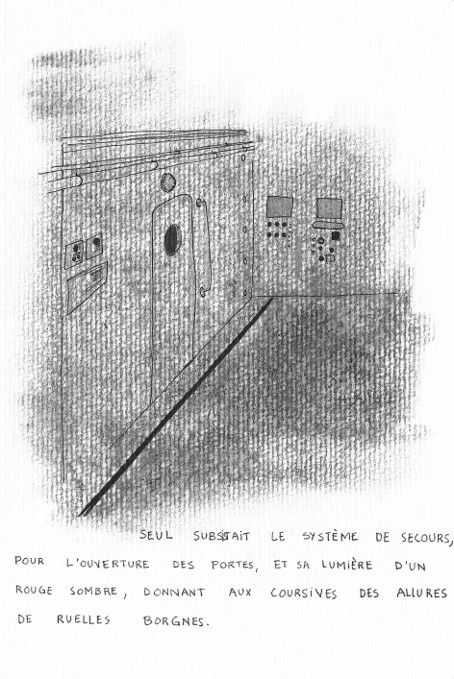 SEUL SUBSTAIT LE SYSTÈME DE SECOURS,
POUR L'OUVERTURE DES PORTES, ET SA LUMIÈRE D'UN
ROUGE SOMBRE, DONNANT AUX COURSIVES DES ALLURES
DE RUELLES BORGNES.